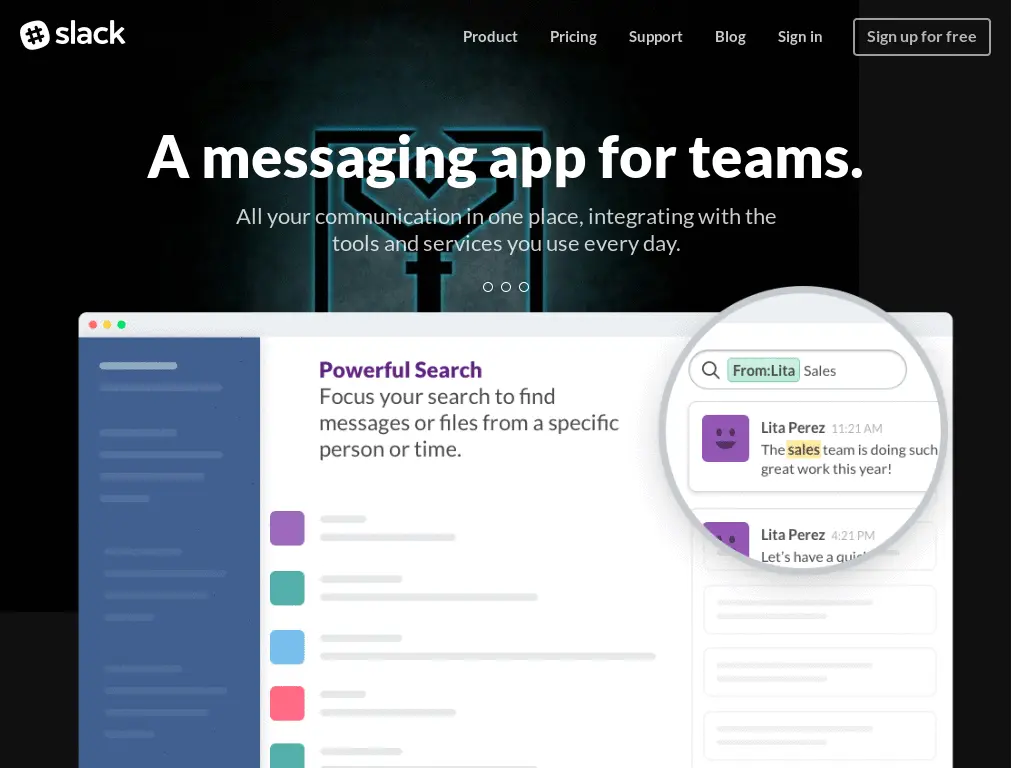 slack
Product Pricing Support Blog Sign in Sign up for free
A messaging app for teams.
All your communication in one place, integrating with the
tools and services you use every day.
Powerful Search
Focus your search to find
messages or files from a specific
person or time.
From:Lita Sales
Lita Perez 11:21 AM
The sales team is doing such
great work this year!
Lita Perez 4:21 PM
Let's have a